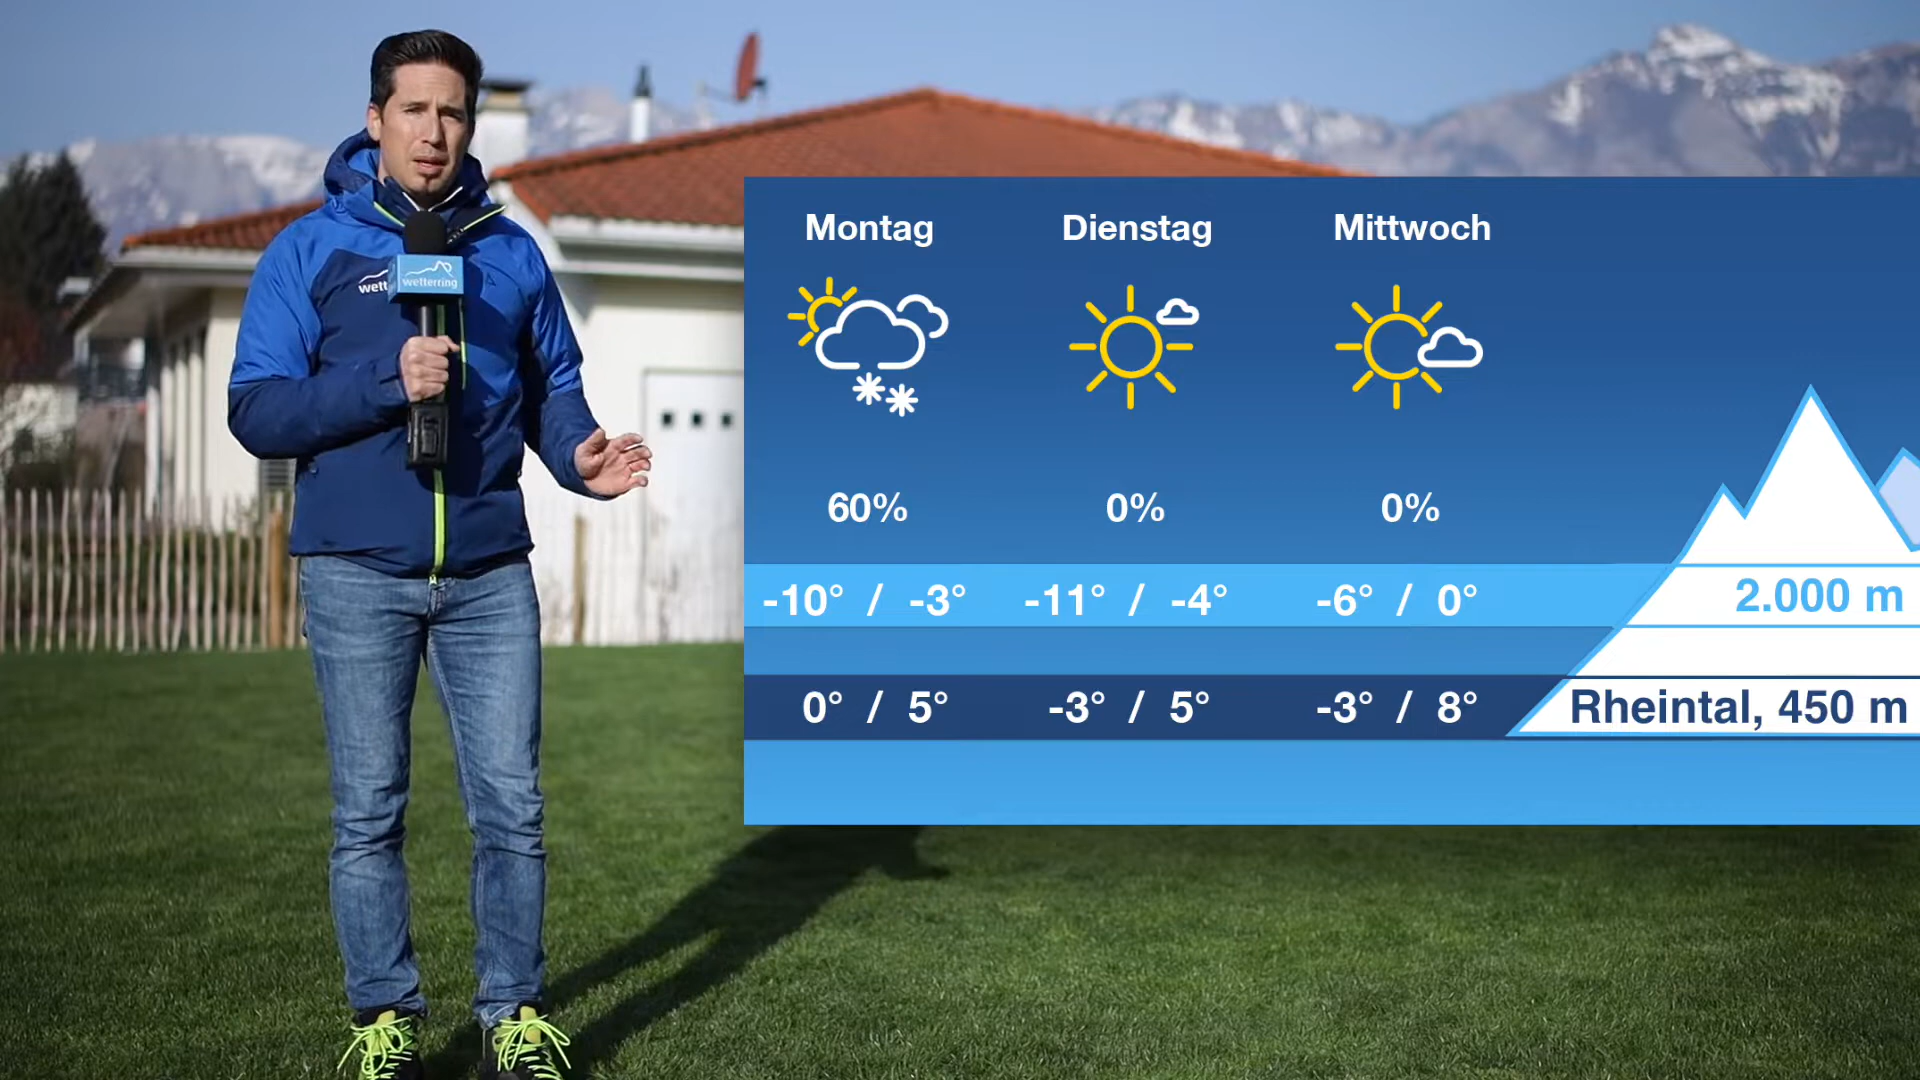 wetterring
Montag Dienstag Mittwoch
60% 0% 0%
-10° / -3° -11° / -4° -6° / 0° 2.000 m
0° / 5° -3° / 5° -3° / 8° Rheintal, 450 m